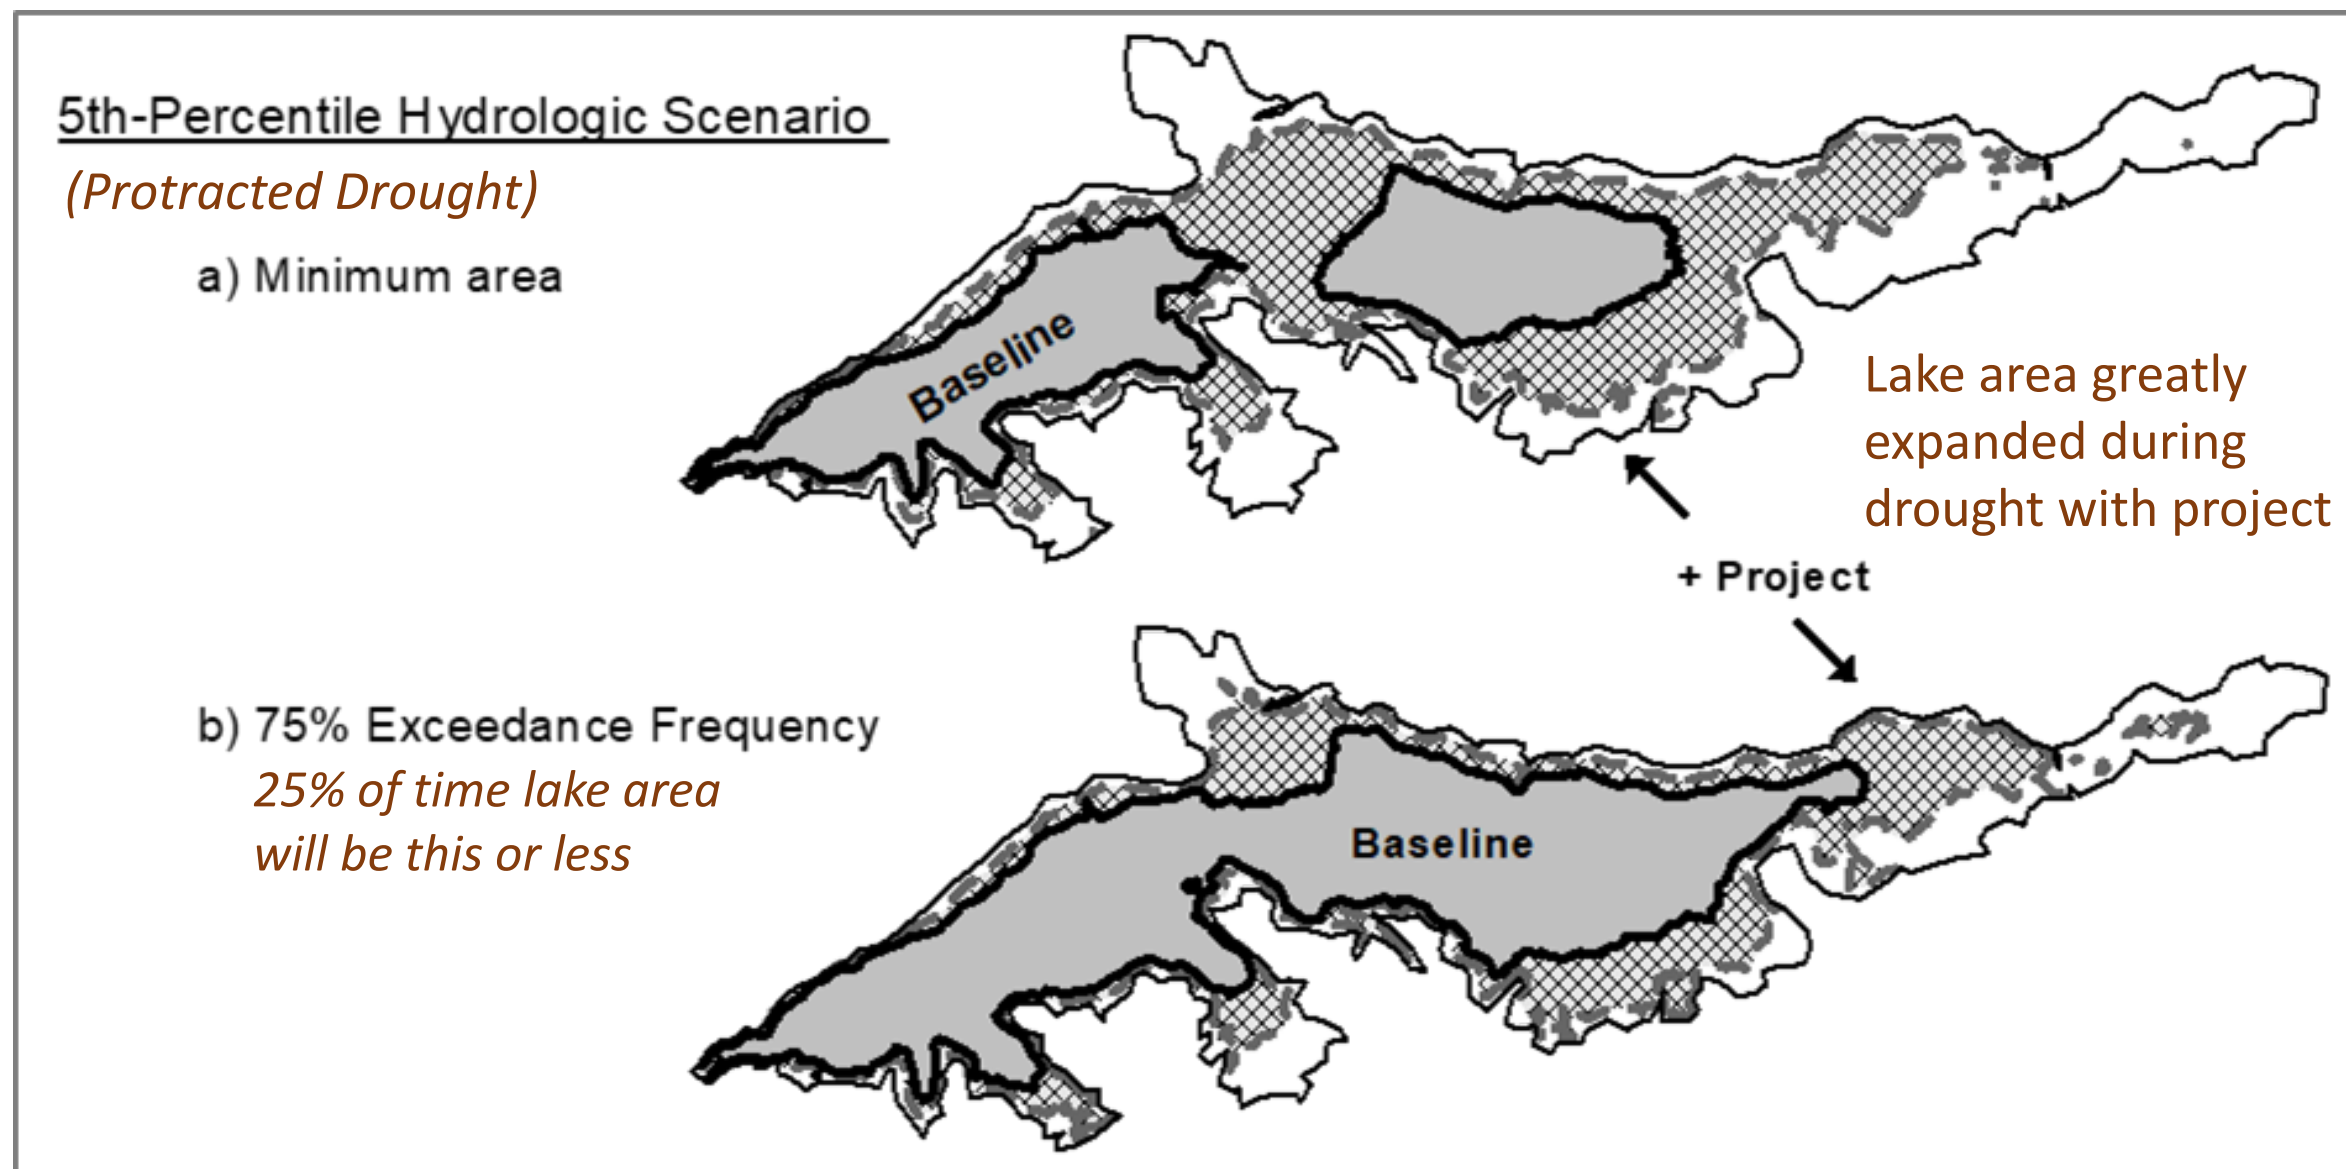 5th-Percentile Hydrologic Scenario
(Protracted Drought)
a) Minimum area
Baseline
Lake area greatly
expanded during
drought with project
+ Project
b) 75% Exceedance Frequency
25% of time lake area
will be this or less
Baseline